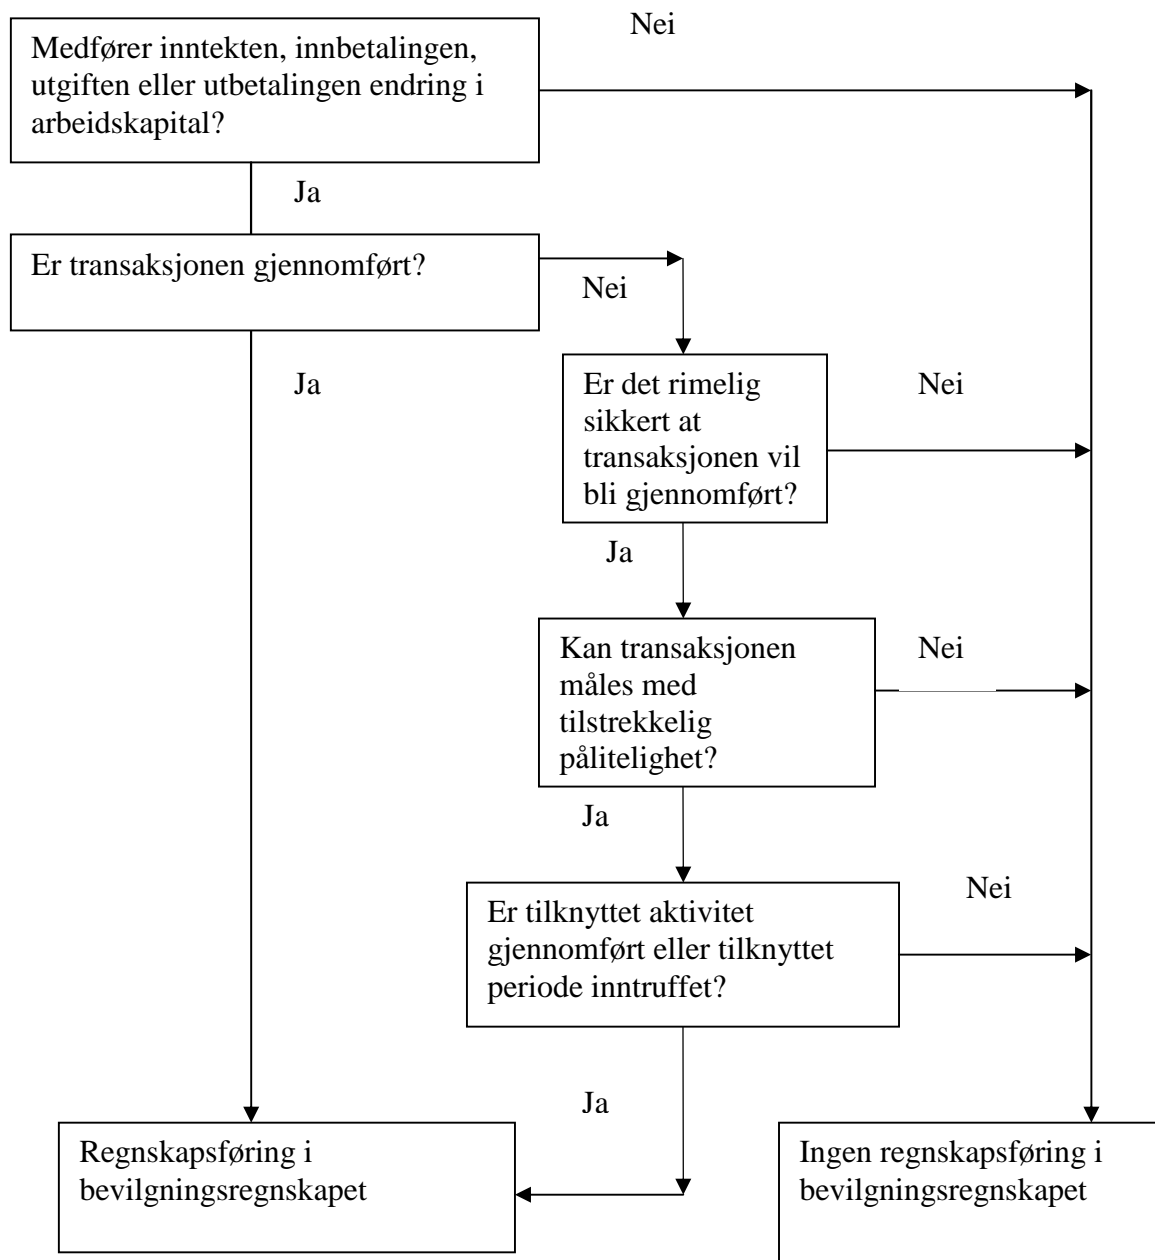 Nei
Medfører inntekten, innbetalingen,
utgiften eller utbetalingen endring i
arbeidskapital?
Ja
Er transaksjonen gjennomført?
Nei
Ja
Er det rimelig
sikkert at
transaksjonen vil
bli gjennomført?
Nei
Ja
Kan transaksjonen
måles med
tilstrekkelig
pålitelighet?
Nei
Ja
Er tilknyttet aktivitet
gjennomført eller tilknyttet
periode inntruffet?
Nei
Ja
Regnskapsføring i
bevilgningsregnskapet
Ingen regnskapsføring i
bevilgningsregnskapet